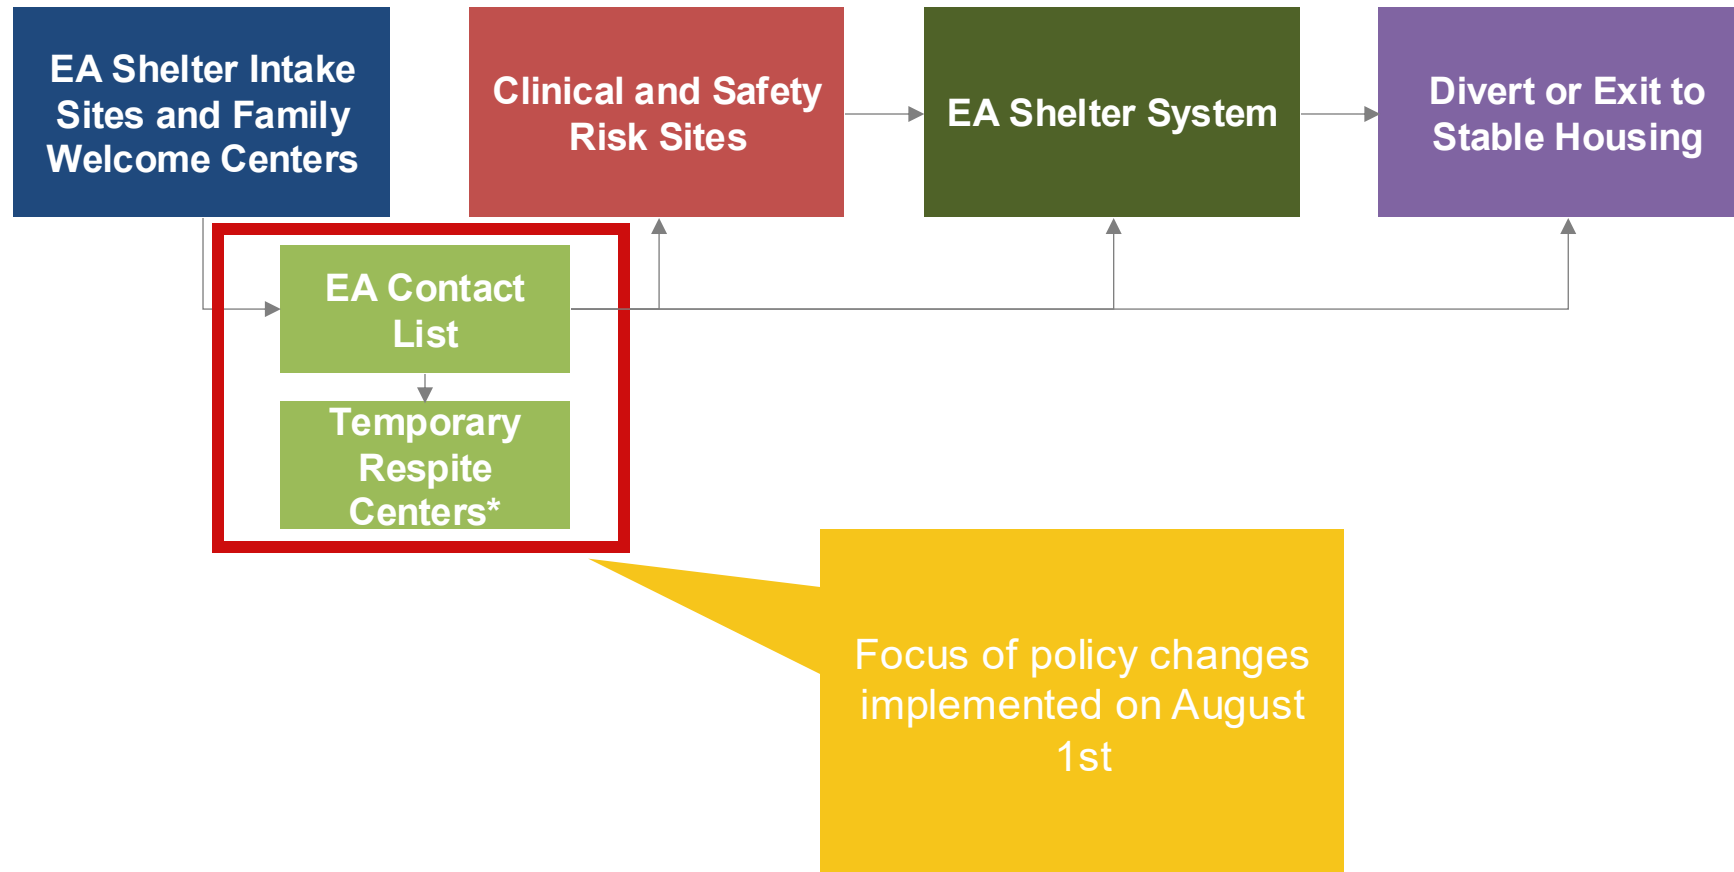 EA Shelter Intake
Sites and Family
Welcome Centers
Clinical and Safety
Risk Sites
EA Shelter System
Divert or Exit to
Stable Housing
EA Contact
List
Temporary
Respite
Centers*
Focus of policy changes
implemented on August
1st